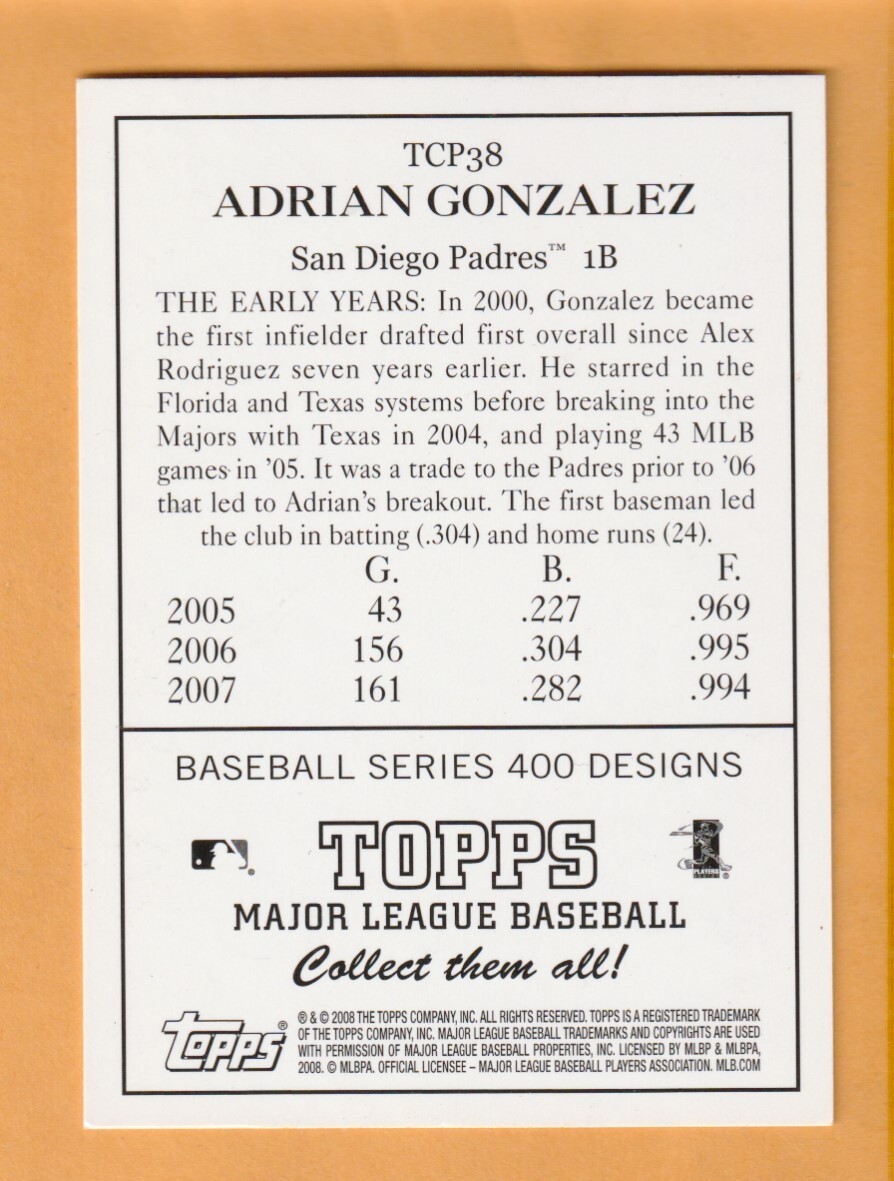 TCP38
ADRIAN GONZALEZ
San Diego Padres™ 1B
THE EARLY YEARS: In 2000, Gonzalez became
the first infielder drafted first overall since Alex
Rodriguez seven years earlier. He starred in the
Florida and Texas systems before breaking into the
Majors with Texas in 2004, and playing 43 MLB
games in '05. It was a trade to the Padres prior to '06
that led to Adrian's breakout. The first baseman led
the club in batting (.304) and home runs (24).
G. B. F.
2005 43 .227 .969
2006 156 .304 .995
2007 161 .282 .994
BASEBALL SERIES 400 DESIGNS
TOPPS
PLAYERS
MAJOR LEAGUE BASEBALL
Collect them all!
Topps®
® & © 2008 THE TOPPS COMPANY, INC. ALL RIGHTS RESERVED. TOPPS IS A REGISTERED TRADEMARK
OF THE TOPPS COMPANY, INC. MAJOR LEAGUE BASEBALL TRADEMARKS AND COPYRIGHTS ARE USED
WITH PERMISSION OF MAJOR LEAGUE BASEBALL PROPERTIES, INC. LICENSED BY MLBP & MLBPA,
2008. © MLBPA. OFFICIAL LICENSEE – MAJOR LEAGUE BASEBALL PLAYERS ASSOCIATION. MLB.COM